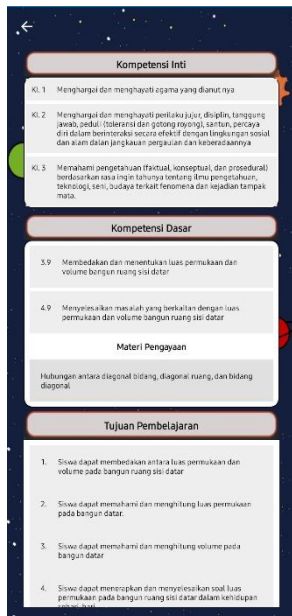 Kompetensi Inti
KI. 1 Menghargai dan menghayati agama yang dianut nya
KI. 2 Menghargai dan menghayati perilaku jujur, disiplin, tanggung
jawab, peduli (toleransi dan gotong royong), santun, percaya
diri dalam berinteraksi secara efektif dengan lingkungan sosial
dan alam dalam jangkauan pergaulan dan keberadaannya
KI. 3 Memahami pengetahuan (faktual, konseptual, dan prosedural)
berdasarkan rasa ingin tahunya tentang ilmu pengetahuan,
teknologi, seni, budaya terkait fenomena dan kejadian tampak
mata.
Kompetensi Dasar
3.9 Membedakan dan menentukan luas permukaan dan
volume bangun ruang sisi datar
4.9 Menyelesaikan masalah yang berkaitan dengan luas
permukaan dan volume bangun ruang sisi datar
Materi Pengayaan
Hubungan antara diagonal bidang, diagonal ruang, dan bidang
diagonal
Tujuan Pembelajaran
1. Siswa dapat membedakan antara luas permukaan dan
volume pada bangun ruang sisi datar
2. Siswa dapat memahami dan menghitung luas permukaan
pada bangun datar.
3. Siswa dapat memahami dan menghitung volume pada
bangun datar
4. Siswa dapat menerapkan dan menyelesaikan soal luas
permukaan pada bangun ruang sisi datar dalam kehidupan